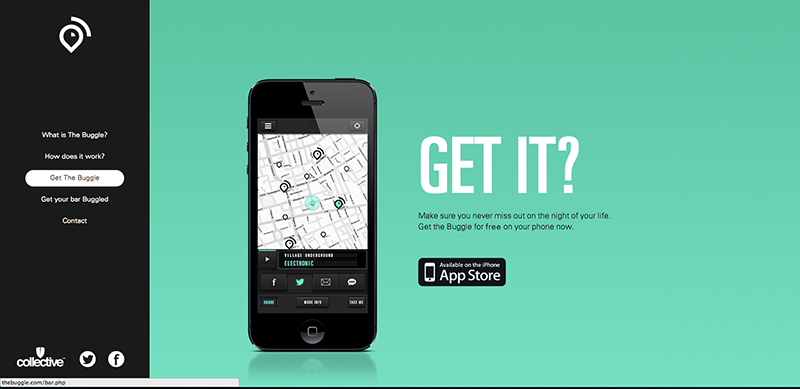 What is The Buggle?
How does it work?
Get The Buggle
Get your bar Buggled
Contact
collective
thebuggle.com/bar.php
VILLAGE UNDERGROUND
ELECTRONIC
SHARE
MORE INFO
TAKE ME
GET IT?
Make sure you never miss out on the night of your life.
Get the Buggle for free on your phone now.
Available on the iPhone
App Store